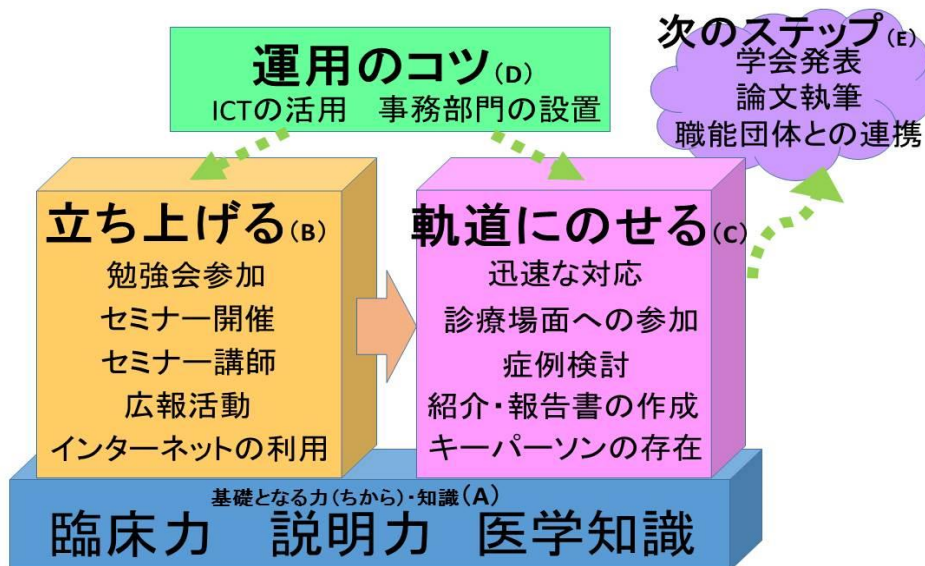 運用のコツ(D)
ICTの活用　事務部門の設置
次のステップ(E)
学会発表
論文執筆
職能団体との連携
立ち上げる(B)
勉強会参加
セミナー開催
セミナー講師
広報活動
インターネットの利用
軌道にのせる(C)
迅速な対応
診療場面への参加
症例検討
紹介・報告書の作成
キーパーソンの存在
基礎となる力(ちから)・知識(A)
臨床力　説明力　医学知識